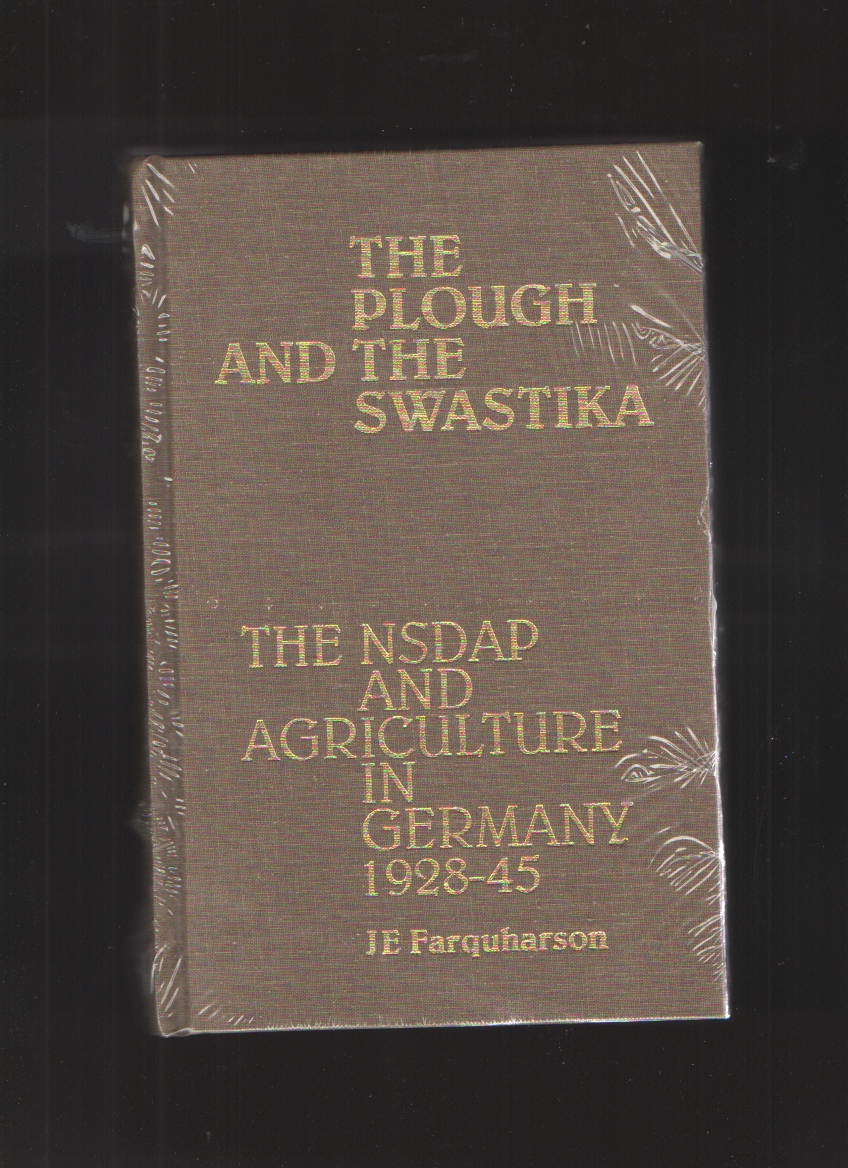 THE
PLOUGH
AND THE
SWASTIKA
THE NSDAP
AND
AGRICULTURE
IN
GERMANY
1928-45
JE Farquharson